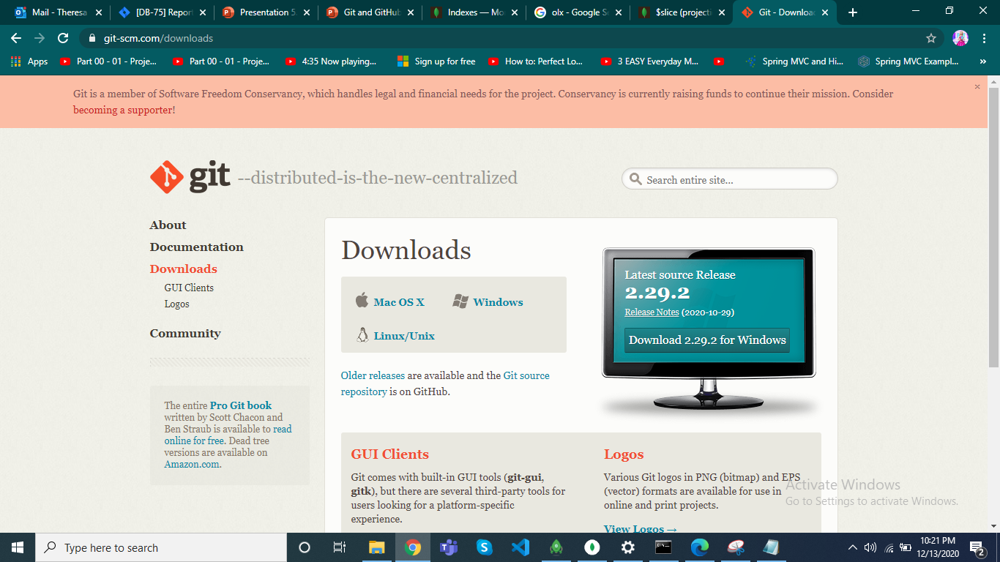 Mail - Theresa
[DB-75] Report
Presentation 5.
Git and GitHub
Indexes — Mo
olx - Google Se
$slice (projecti
Git - Download
git-scm.com/downloads
Apps
Part 00 - 01 - Proje...
Part 00 - 01 - Proje...
4:35 Now playing...
Sign up for free
How to: Perfect Lo...
3 EASY Everyday M...
Spring MVC and Hi...
Spring MVC Exampl...
»
Git is a member of Software Freedom Conservancy, which handles legal and financial needs for the project. Conservancy is currently raising funds to continue their mission. Consider
becoming a supporter!
git --distributed-is-the-new-centralized
Search entire site...
About
Documentation
Downloads
GUI Clients
Logos
Community
The entire Pro Git book
written by Scott Chacon and
Ben Straub is available to read
online for free. Dead tree
versions are available on
Amazon.com.
Downloads
Mac OS X
Windows
Linux/Unix
Older releases are available and the Git source
repository is on GitHub.
Latest source Release
2.29.2
Release Notes (2020-10-29)
Download 2.29.2 for Windows
GUI Clients
Git comes with built-in GUI tools (git-gui,
gitk), but there are several third-party tools for
users looking for a platform-specific
experience.
Logos
Various Git logos in PNG (bitmap) and EPS
(vector) formats are available for use in
online and print projects.
View Logos →
Activate Windows
Go to Settings to activate Windows.
Type here to search
10:21 PM
12/13/2020
2